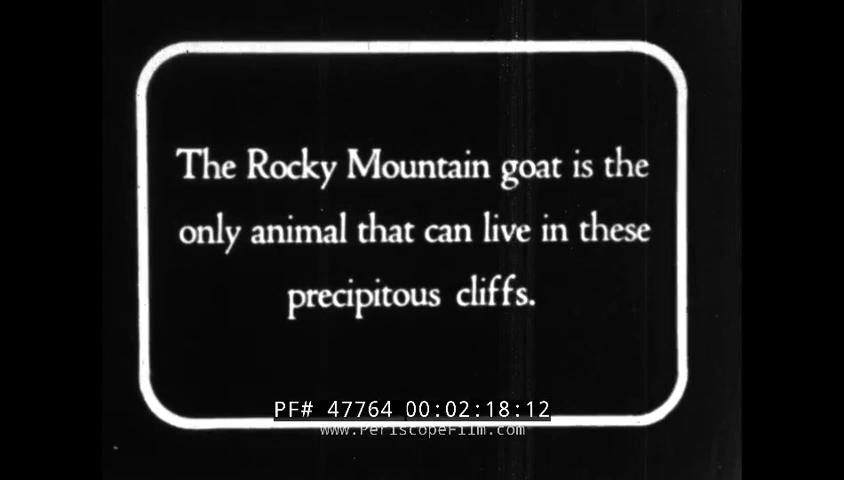 The Rocky Mountain goat is the
only animal that can live in these
precipitous cliffs.
PF# 47764 00:02:18:12
www.PeriscopeFilm.com